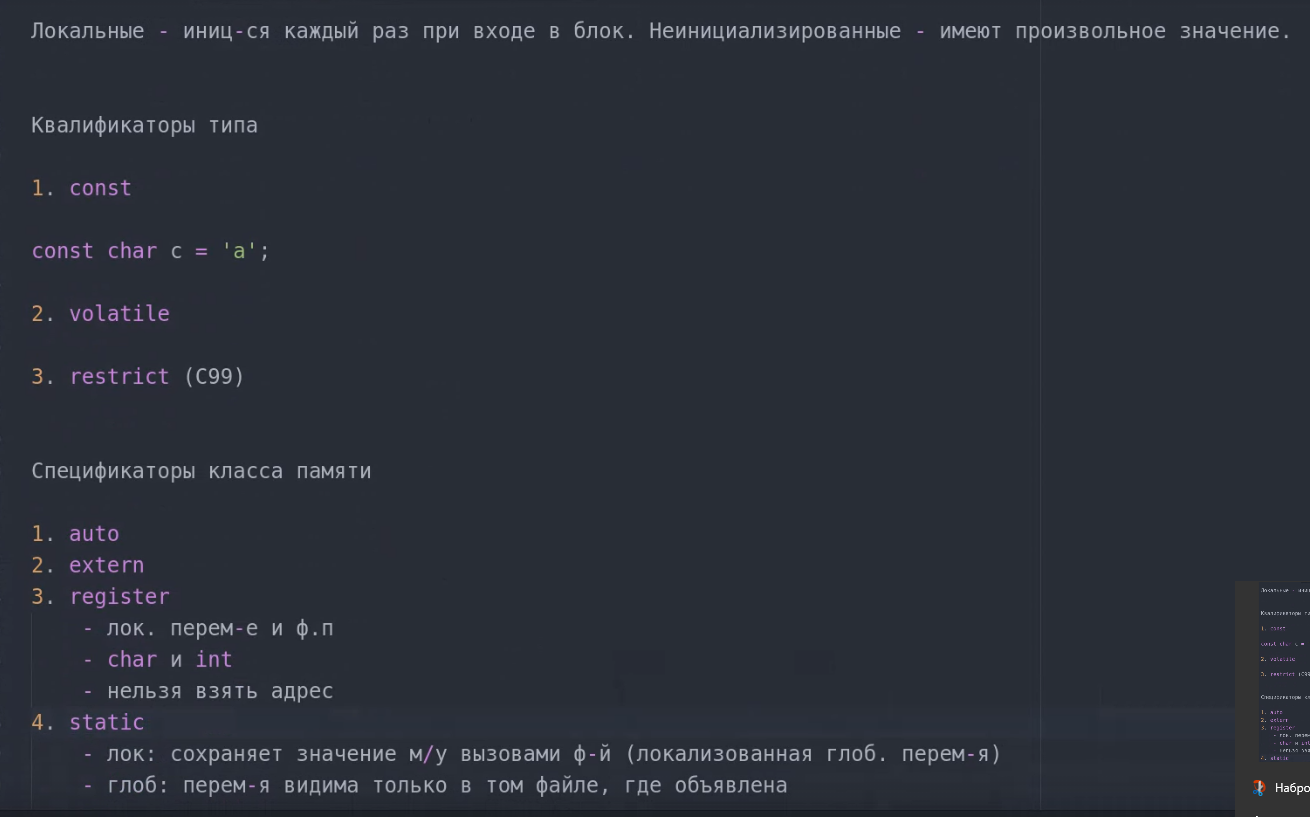 Локальные - иниц-ся каждый раз при входе в блок. Неинициализированные - имеют произвольное значение.
Квалификаторы типа
1. const
const char c = 'a';
2. volatile
3. restrict (C99)
Спецификаторы класса памяти
1. auto
2. extern
3. register
- лок. перем-е и ф.п
- char и int
- нельзя взять адрес
4. static
- лок: сохраняет значение м/у вызовами ф-й (локализованная глоб. перем-я)
- глоб: перем-я видима только в том файле, где объявлена
Набро